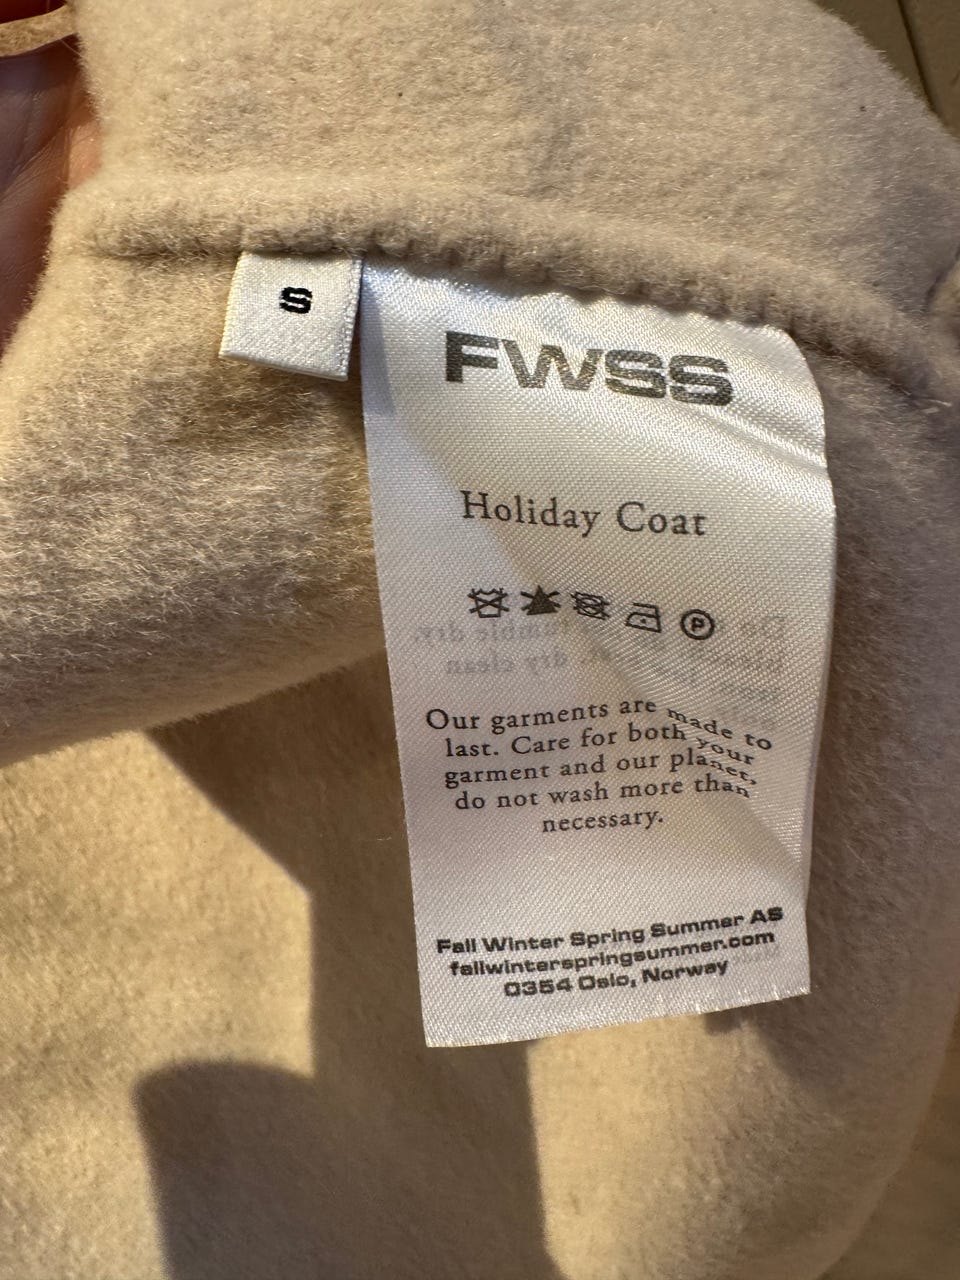 S
FWSS
Holiday Coat
P
Our garments are made to
last. Care for both your
garment and our planet,
do not wash more than
necessary.
Fall Winter Spring Summer AS
fallwinterspringsummer.com
0354 Oslo, Norway